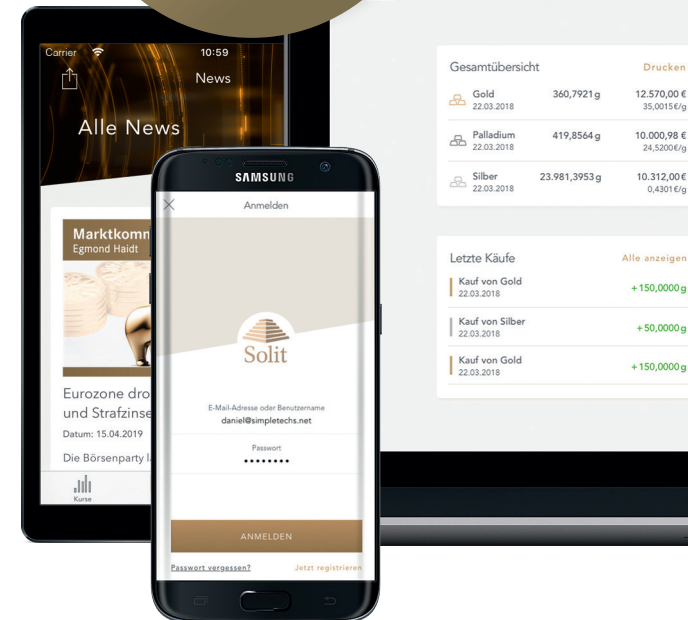 Carrier
10:59
News
Alle News
Marktkomm
Egmond Haidt
Eurozone dro
und Strafzinse
Datum: 15.04.2019
Die Börsenparty l
Kurse
SAMSUNG
Anmelden
Solit
E-Mail-Adresse oder Benutzername
daniel@simpletechs.net
Passwort
••••••••
ANMELDEN
Passwort vergessen?
Jetzt registrieren
Gesamtübersicht Drucken
Gold 360,7921 g 12.570,00 €
22.03.2018 35,0015€/g
Palladium 419,8564 g 10.000,98 €
22.03.2018 24,5200€/g
Silber 23.981,3953 g 10.312,00 €
22.03.2018 0,4301€/g
Letzte Käufe Alle anzeigen
Kauf von Gold +150,0000 g
22.03.2018
Kauf von Silber +50,0000 g
22.03.2018
Kauf von Gold +150,0000 g
22.03.2018